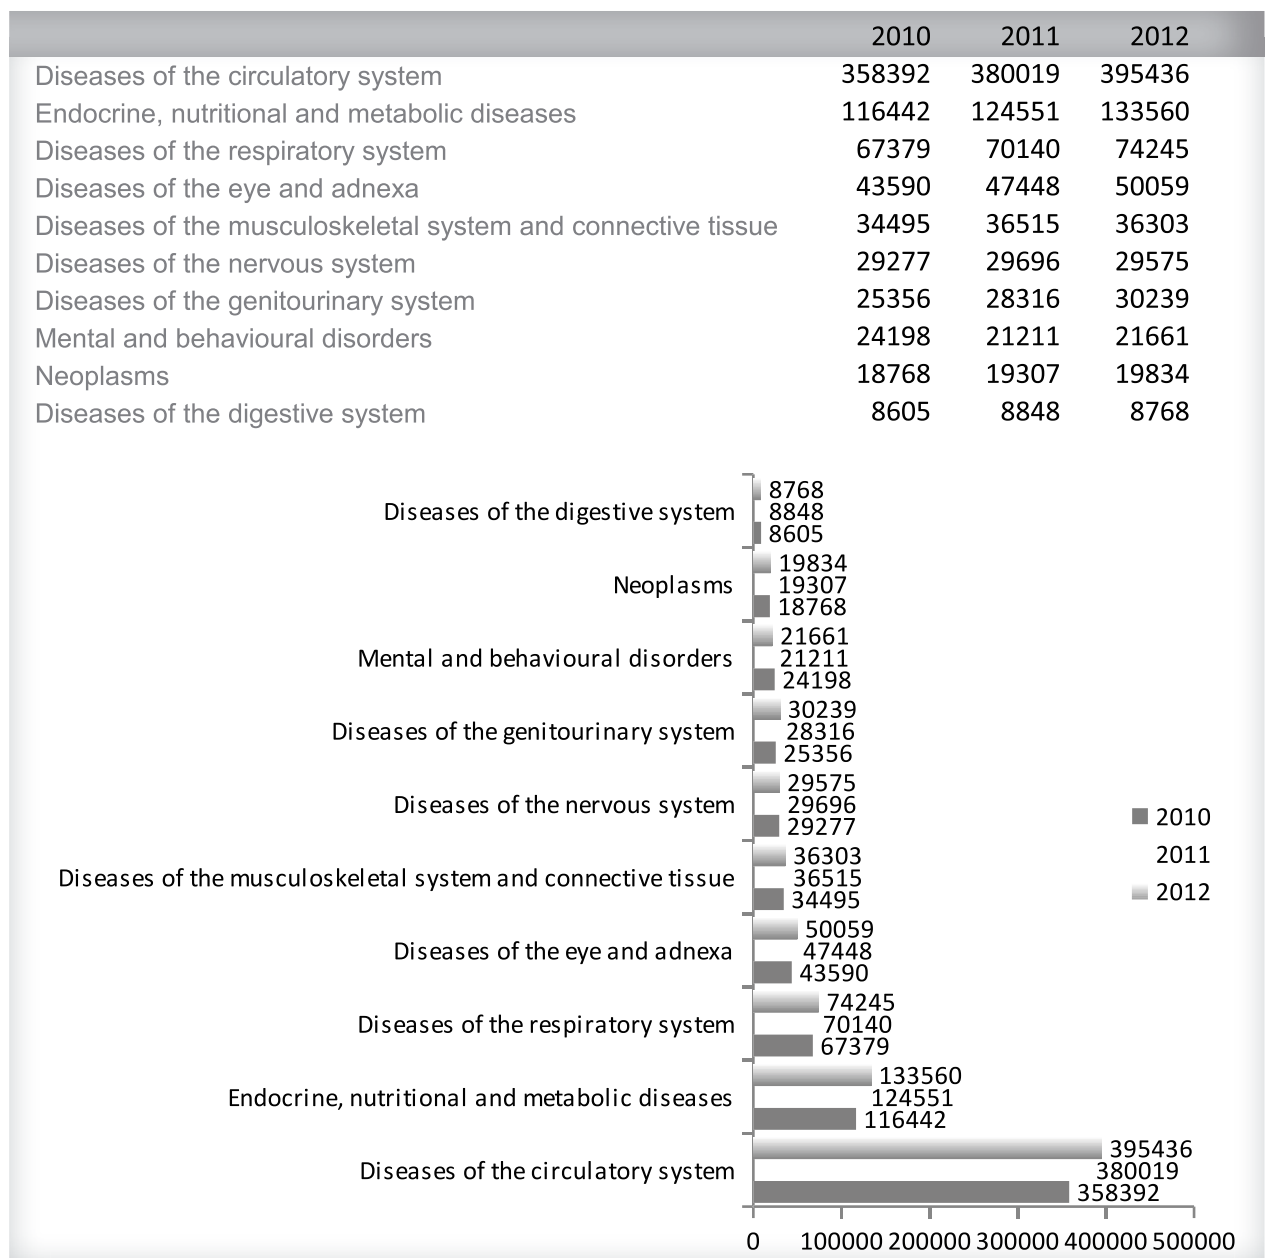 2010 2011 2012
Diseases of the circulatory system 358392 380019 395436
Endocrine, nutritional and metabolic diseases 116442 124551 133560
Diseases of the respiratory system 67379 70140 74245
Diseases of the eye and adnexa 43590 47448 50059
Diseases of the musculoskeletal system and connective tissue 34495 36515 36303
Diseases of the nervous system 29277 29696 29575
Diseases of the genitourinary system 25356 28316 30239
Mental and behavioural disorders 24198 21211 21661
Neoplasms 18768 19307 19834
Diseases of the digestive system 8605 8848 8768
8768
Diseases of the digestive system 8848
8605
19834
Neoplasms 19307
18768
21661
Mental and behavioural disorders 21211
24198
30239
Diseases of the genitourinary system 28316
25356
29575
Diseases of the nervous system 29696
29277
36303
Diseases of the musculoskeletal system and connective tissue 36515
34495
50059
Diseases of the eye and adnexa 47448
43590
74245
Diseases of the respiratory system 70140
67379
133560
Endocrine, nutritional and metabolic diseases 124551
116442
395436
Diseases of the circulatory system 380019
358392
2010
2011
2012
0 100000 200000 300000 400000 500000